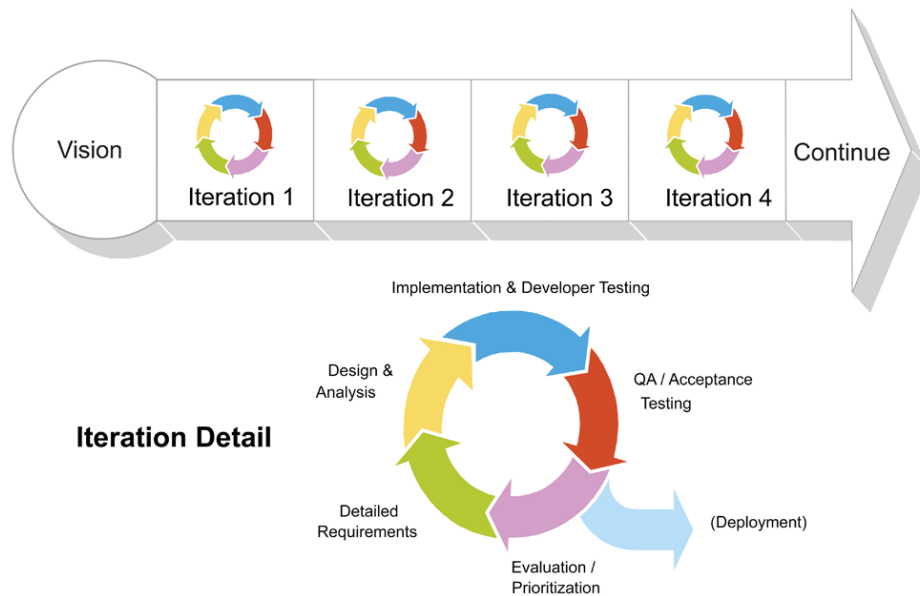 Vision
Iteration 1
Iteration 2
Iteration 3
Iteration 4
Continue
Implementation & Developer Testing
Design &
Analysis
QA / Acceptance
Testing
Iteration Detail
Detailed
Requirements
(Deployment)
Evaluation /
Prioritization